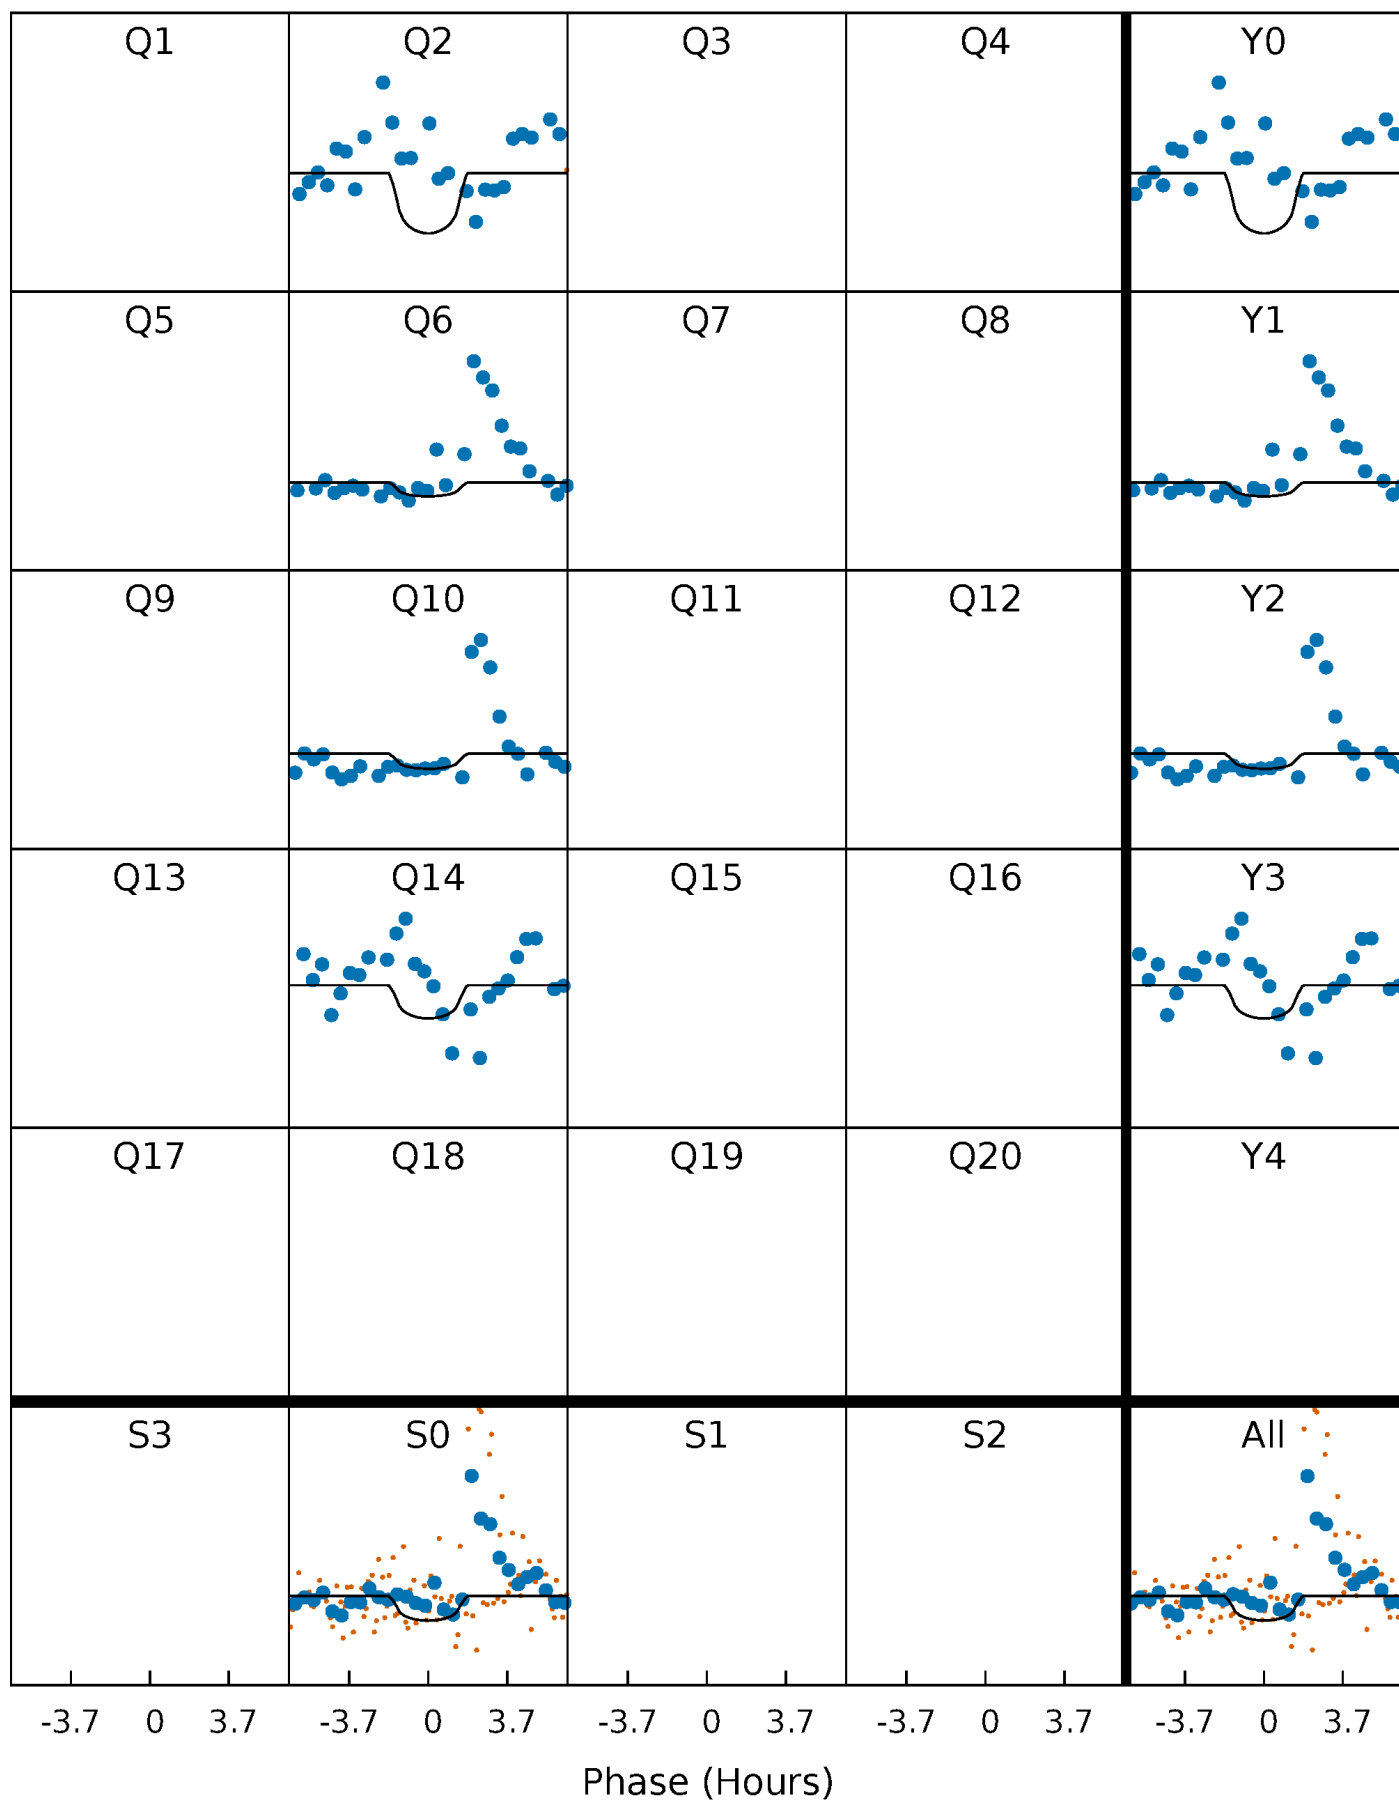 Q1 Q2 Q3 Q4 Y0
Q5 Q6 Q7 Q8 Y1
Q9 Q10 Q11 Q12 Y2
Q13 Q14 Q15 Q16 Y3
Q17 Q18 Q19 Q20 Y4
S3 S0 S1 S2 All
-3.7 0 3.7 -3.7 0 3.7 -3.7 0 3.7 -3.7 0 3.7 -3.7 0 3.7
Phase (Hours)